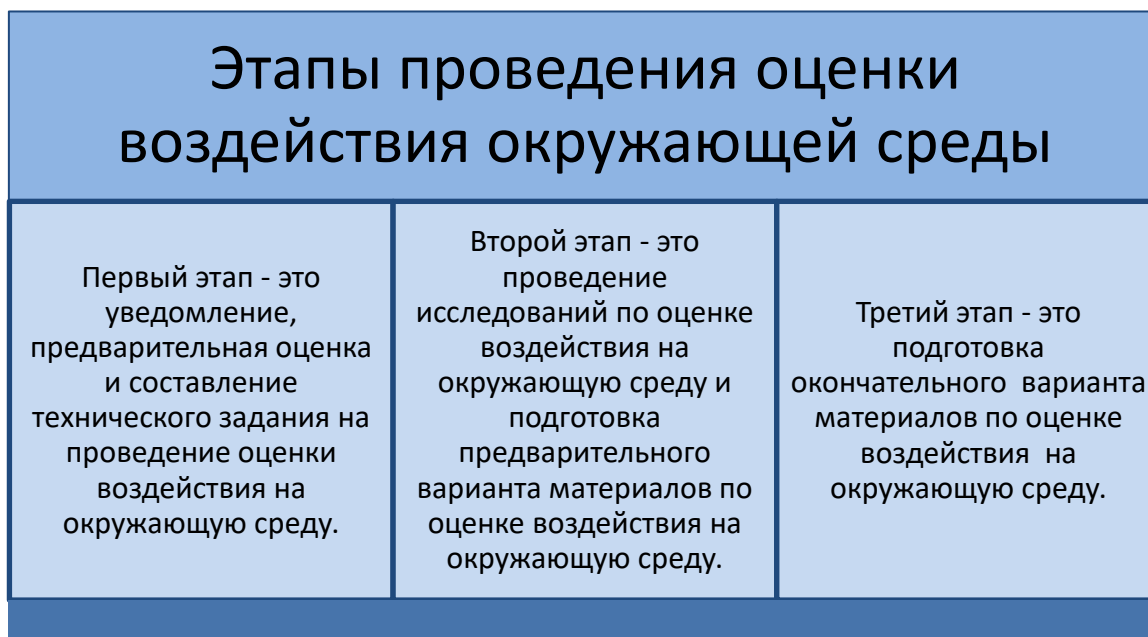 Этапы проведения оценки
воздействия окружающей среды
Первый этап - это
уведомление,
предварительная оценка
и составление
технического задания на
проведение оценки
воздействия на
окружающую среду.
Второй этап - это
проведение
исследований по оценке
воздействия на
окружающую среду и
подготовка
предварительного
варианта материалов по
оценке воздействия на
окружающую среду.
Третий этап - это
подготовка
окончательного варианта
материалов по оценке
воздействия на
окружающую среду.